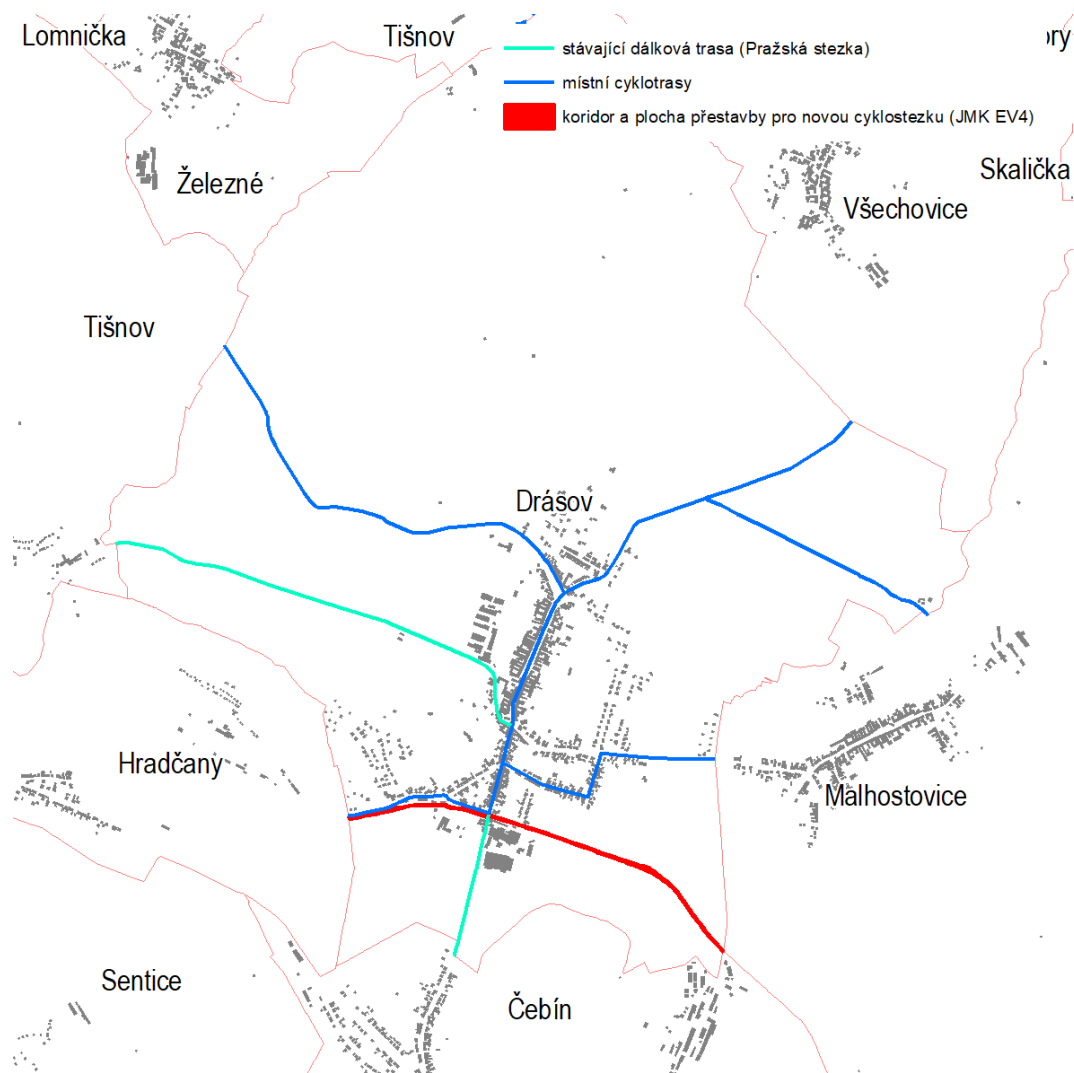 Lomnička
Tišnov
stávající dálková trasa (Pražská stezka)
místní cyklotrasy
koridor a plocha přestavby pro novou cyklostezku (JMK EV4)
Železné
Skalička
Všechovice
Tišnov
Drásov
Hradčany
Malhostovice
Sentice
Čebín